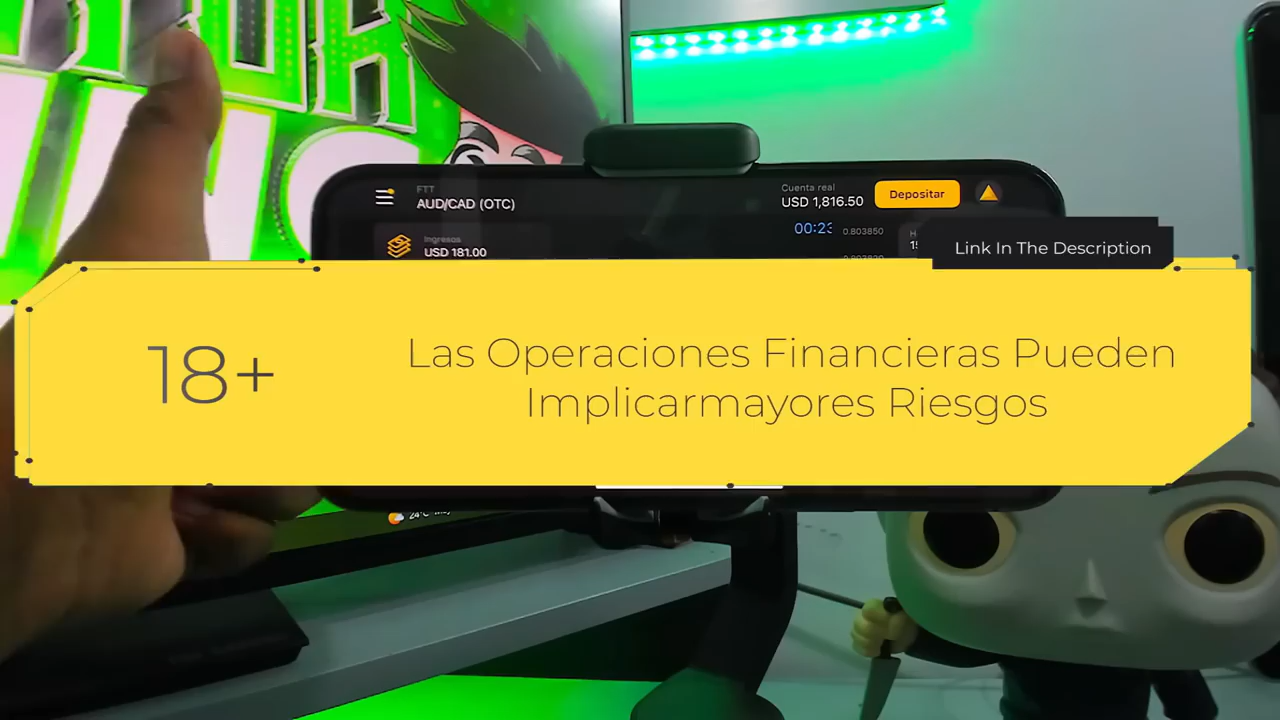 FTT
AUD/CAD (OTC)
Cuenta real
USD 1,816.50
Depositar
00:23
0.803850
Ingresos
USD 181.00
Link In The Description
18+
Las Operaciones Financieras Pueden
Implicarmayores Riesgos
24°C